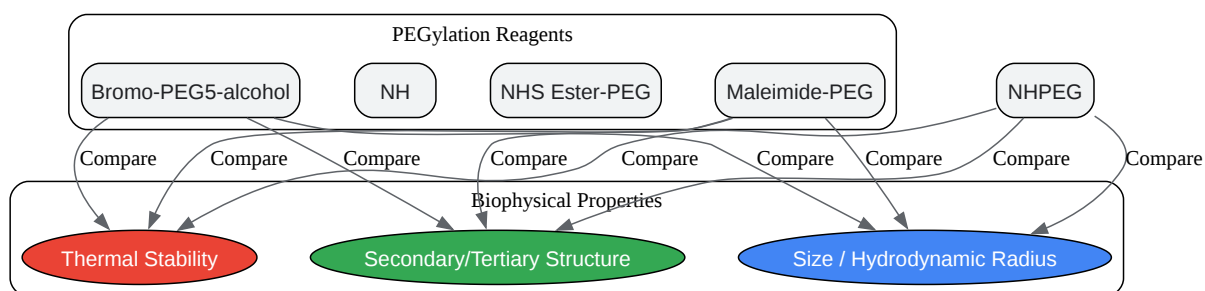 PEGylation Reagents
Bromo-PEG5-alcohol
NH
NHS Ester-PEG
Maleimide-PEG
NHPEG
Compare
Compare
Compare
Compare
Compare
Compare
Compare
Compare
Compare
Biophysical Properties
Thermal Stability
Secondary/Tertiary Structure
Size / Hydrodynamic Radius